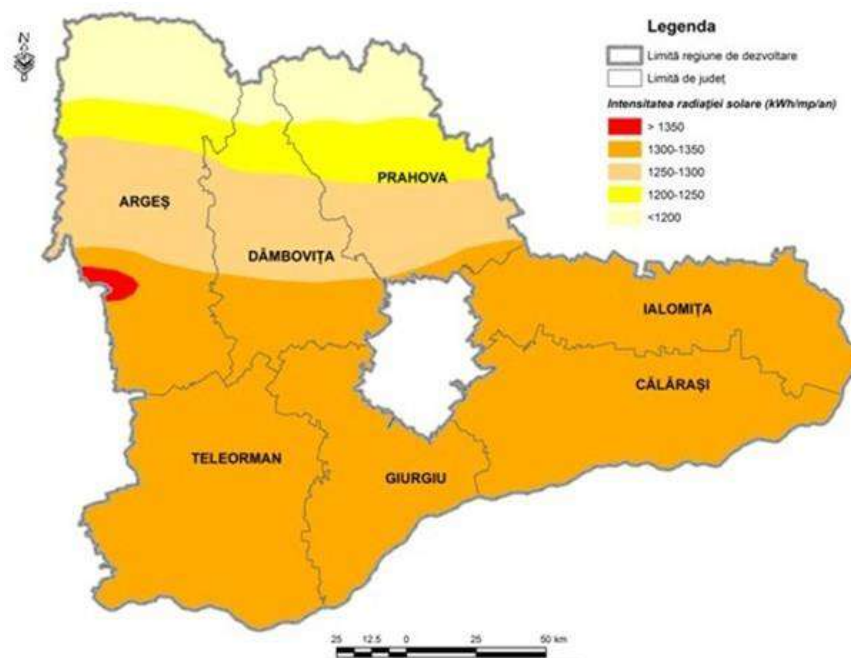 N
Legenda
Limită regiune de dezvoltare
Limită de județ
Intensitatea radiației solare (kWh/mp/an)
> 1350
1300-1350
1250-1300
1200-1250
<1200
PRAHOVA
ARGEȘ
DÂMBOVIȚA
IALOMIȚA
CĂLĂRAȘI
TELEORMAN
GIURGIU
25 12.5 0 25 50 km